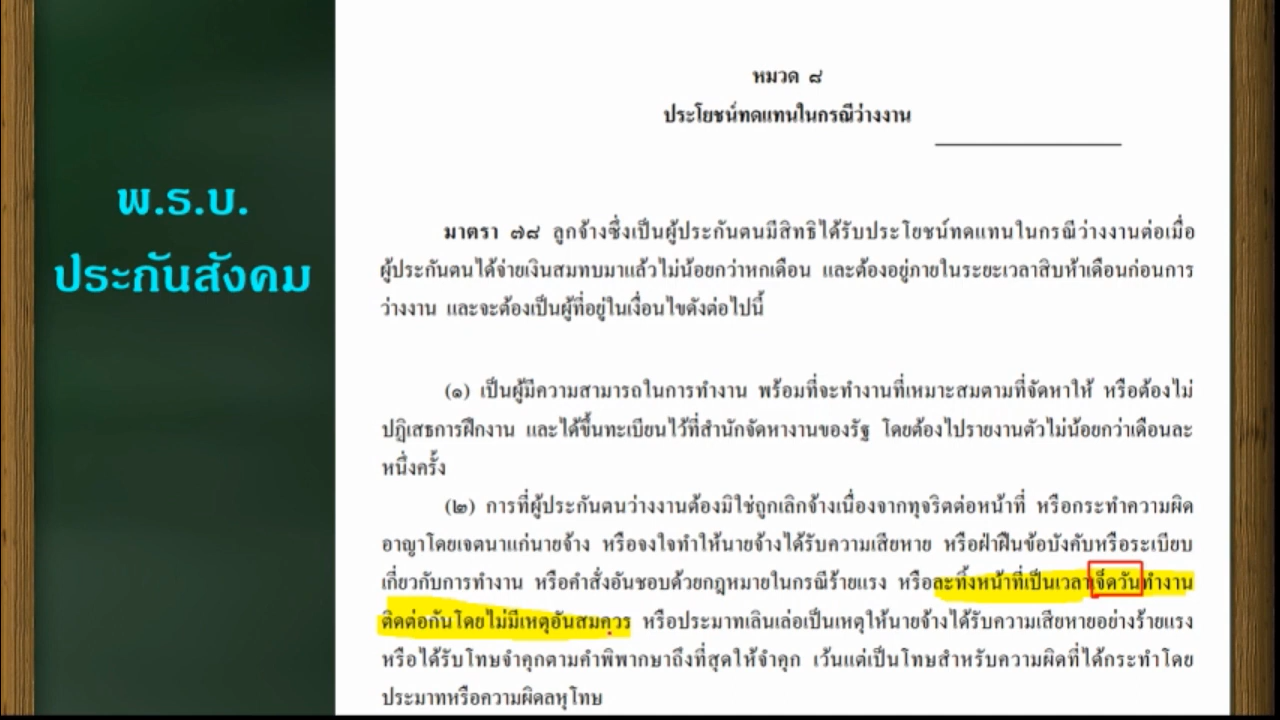 พ.ร.บ.
ประกันสังคม
หมวด ๘
ประโยชน์ทดแทนในกรณีว่างงาน
มาตรา ๗๘ ลูกจ้างซึ่งเป็นผู้ประกันตนมีสิทธิได้รับประโยชน์ทดแทนในกรณีว่างงานต่อเมื่อ
ผู้ประกันตนได้จ่ายเงินสมทบมาแล้วไม่น้อยกว่าหกเดือน และต้องอยู่ภายในระยะเวลาสิบห้าเดือนก่อนการ
ว่างงาน และจะต้องเป็นผู้ที่อยู่ในเงื่อนไขดังต่อไปนี้
(๑) เป็นผู้มีความสามารถในการทำงาน พร้อมที่จะทำงานที่เหมาะสมตามที่จัดหาให้ หรือต้องไม่
ปฏิเสธการฝึกงาน และได้ขึ้นทะเบียนไว้ที่สำนักจัดหางานของรัฐ โดยต้องไปรายงานตัวไม่น้อยกว่าเดือนละ
หนึ่งครั้ง
(๒) การที่ผู้ประกันตนว่างงานต้องมิใช่ถูกเลิกจ้างเนื่องจากทุจริตต่อหน้าที่ หรือกระทำความผิด
อาญาโดยเจตนาแก่นายจ้าง หรือจงใจทำให้นายจ้างได้รับความเสียหาย หรือฝ่าฝืนข้อบังคับหรือระเบียบ
เกี่ยวกับการทำงาน หรือคำสั่งอันชอบด้วยกฎหมายในกรณีร้ายแรง หรือละทิ้งหน้าที่เป็นเวลาเจ็ดวันทำงาน
ติดต่อกันโดยไม่มีเหตุอันสมควร หรือประมาทเลินเล่อเป็นเหตุให้นายจ้างได้รับความเสียหายอย่างร้ายแรง
หรือได้รับโทษจำคุกตามคำพิพากษาถึงที่สุดให้จำคุก เว้นแต่เป็นโทษสำหรับความผิดที่ได้กระทำโดย
ประมาทหรือความผิดลหุโทษ